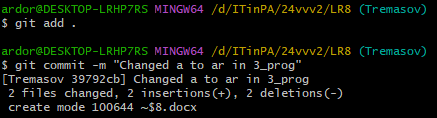 ardor@DESKTOP-LRHP7RS MINGW64 /d/ITinPA/24vvv2/LR8 (Tremasov)
$ git add .
ardor@DESKTOP-LRHP7RS MINGW64 /d/ITinPA/24vvv2/LR8 (Tremasov)
$ git commit -m "Changed a to ar in 3_prog"
[Tremasov 39792cb] Changed a to ar in 3_prog
2 files changed, 2 insertions(+), 2 deletions(-)
create mode 100644 ~$8.docx